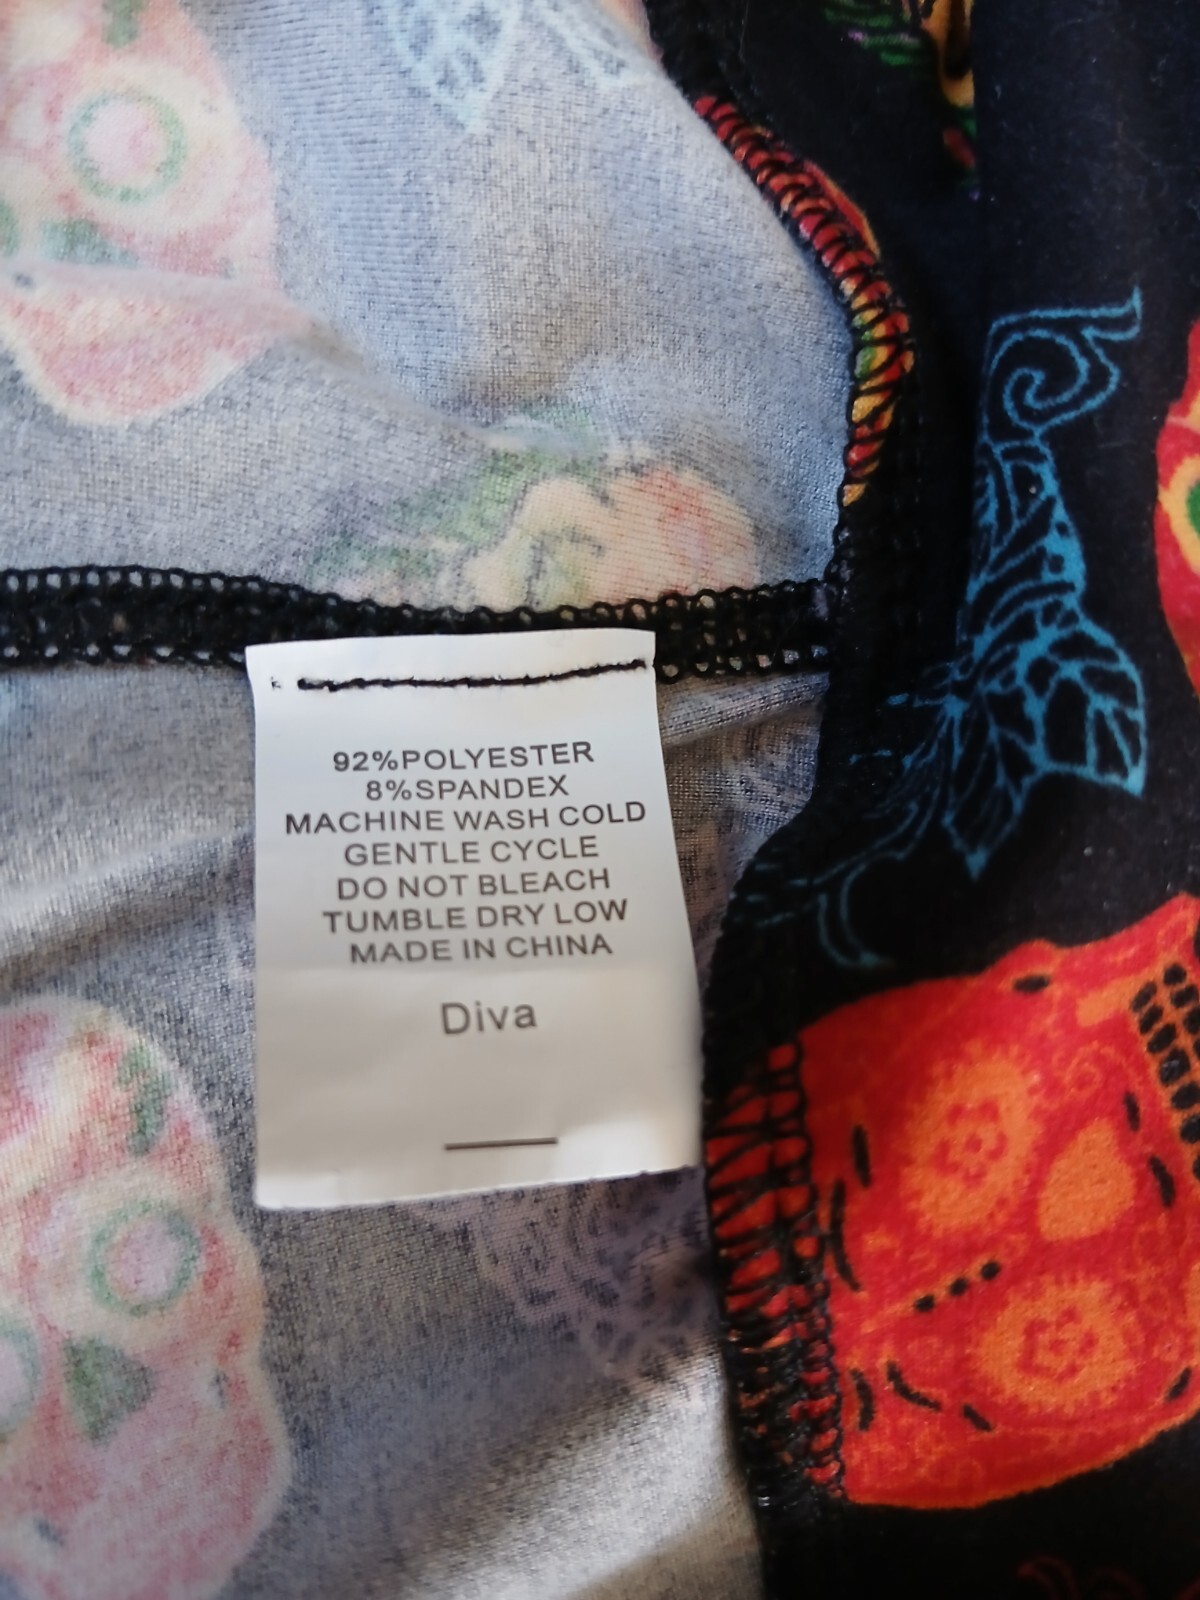 92%POLYESTER
8%SPANDEX
MACHINE WASH COLD
GENTLE CYCLE
DO NOT BLEACH
TUMBLE DRY LOW
MADE IN CHINA
Diva